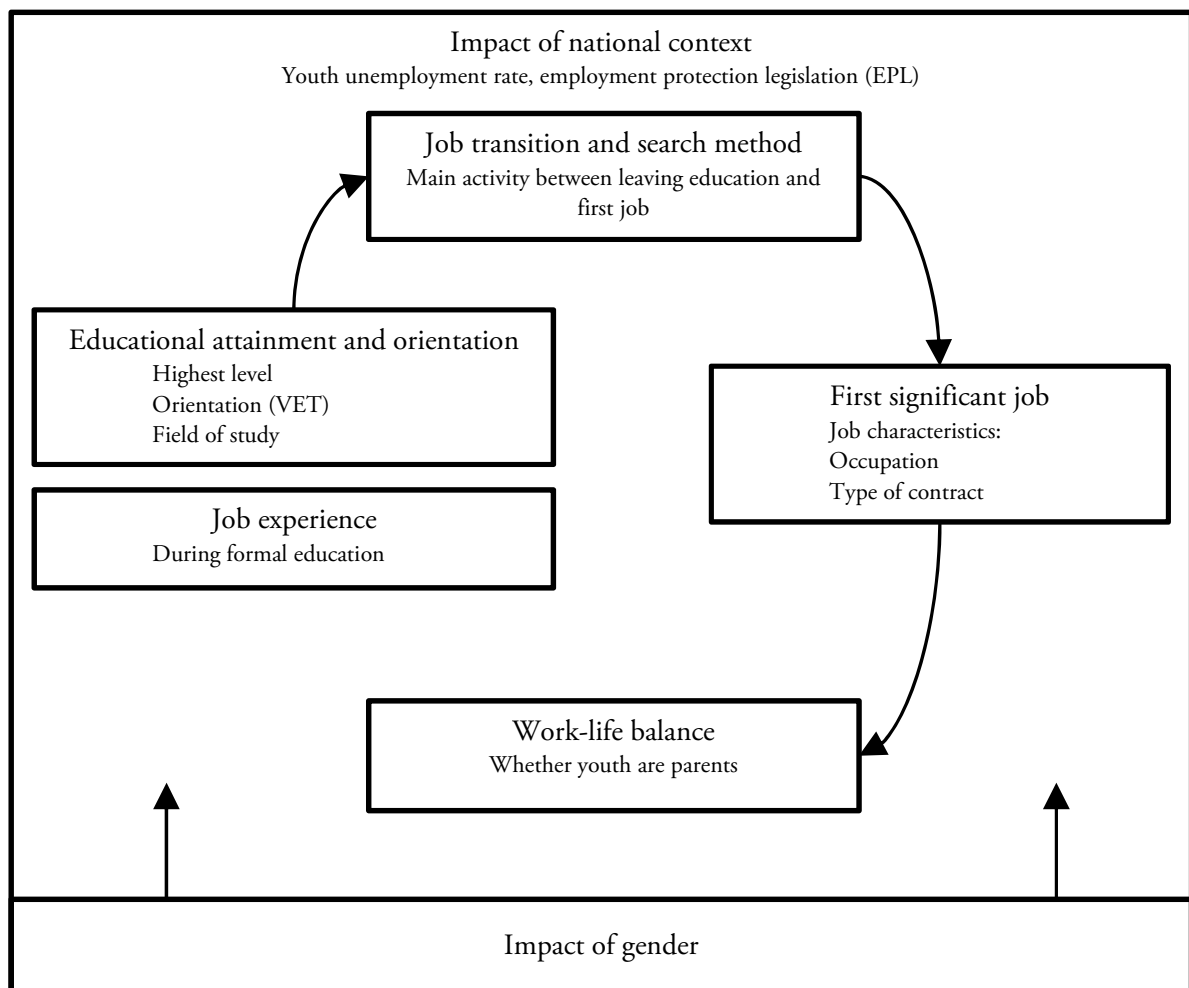 Impact of national context
Youth unemployment rate, employment protection legislation (EPL)
Job transition and search method
Main activity between leaving education and
first job
Educational attainment and orientation
Highest level
Orientation (VET)
Field of study
First significant job
Job characteristics:
Occupation
Type of contract
Job experience
During formal education
Work-life balance
Whether youth are parents
Impact of gender